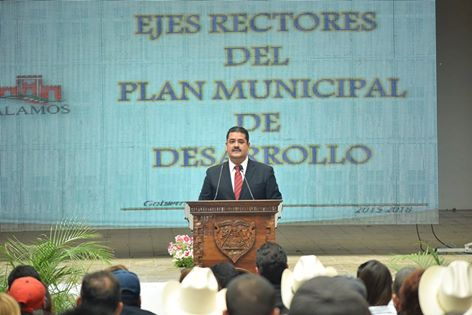 EJES RECTORES
DEL
PLAN MUNICIPAL
DE
DESARROLLO
ALAMOS
2015-2018